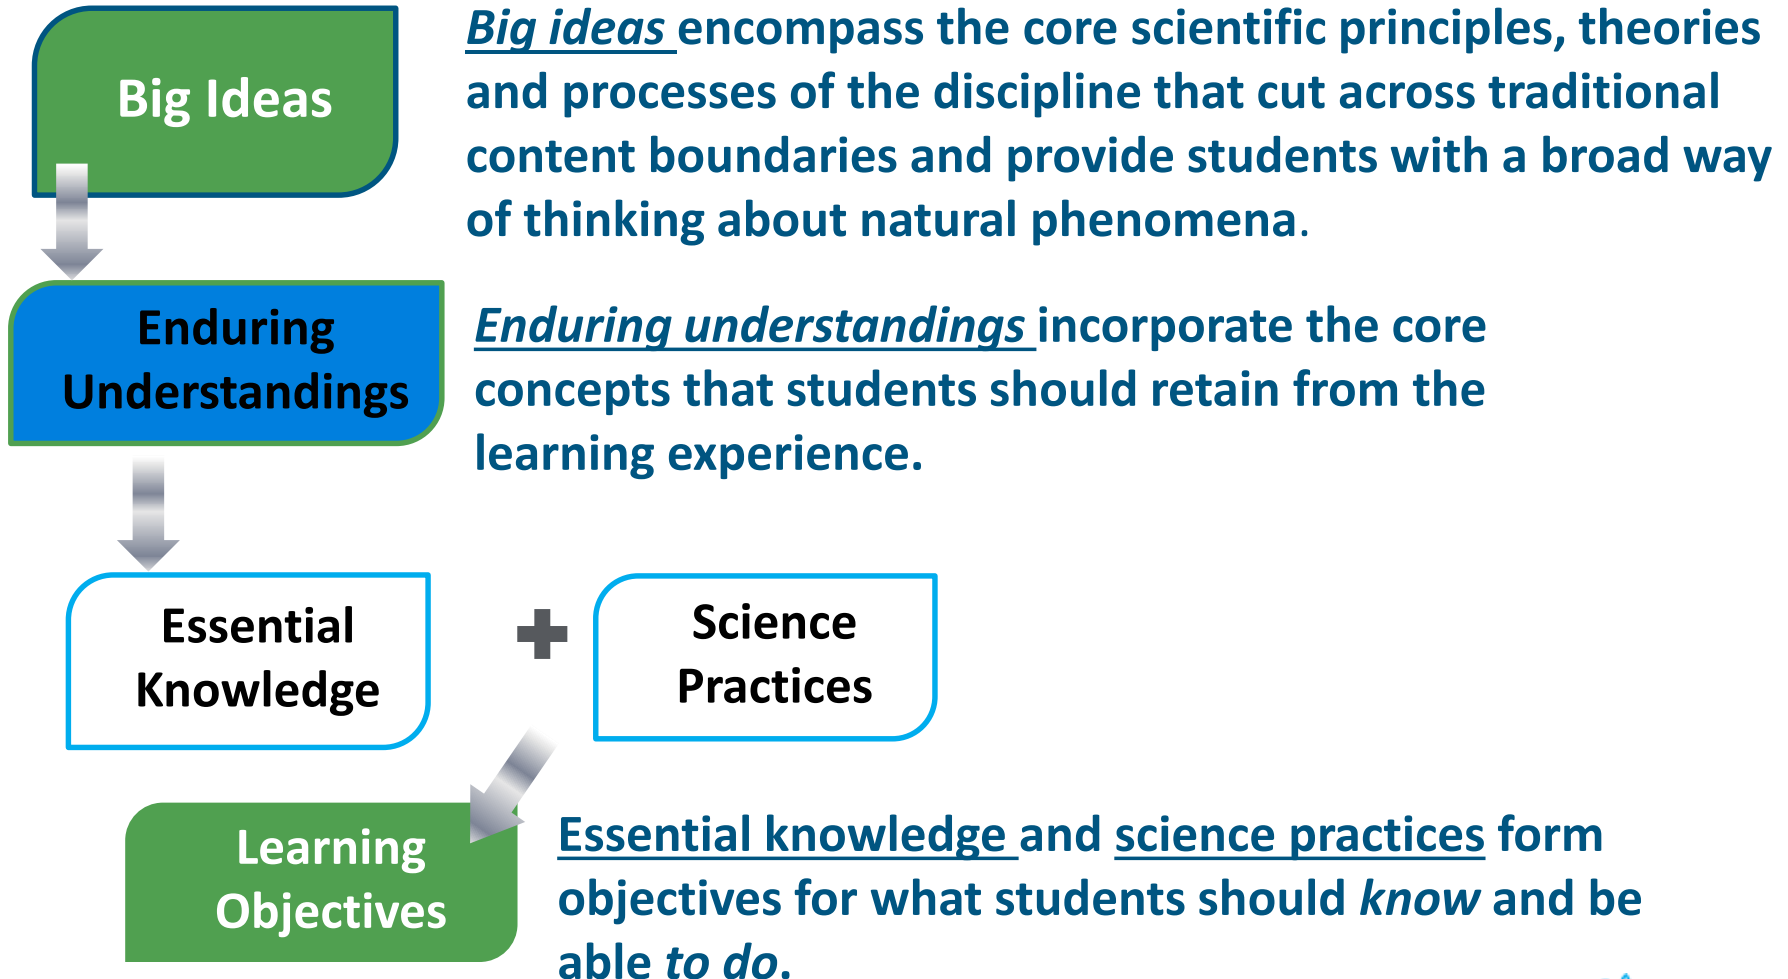 Big Ideas
Big ideas encompass the core scientific principles, theories
and processes of the discipline that cut across traditional
content boundaries and provide students with a broad way
of thinking about natural phenomena.
Enduring
Understandings
Enduring understandings incorporate the core
concepts that students should retain from the
learning experience.
Essential
Knowledge
+
Science
Practices
Learning
Objectives
Essential knowledge and science practices form
objectives for what students should know and be
able to do.